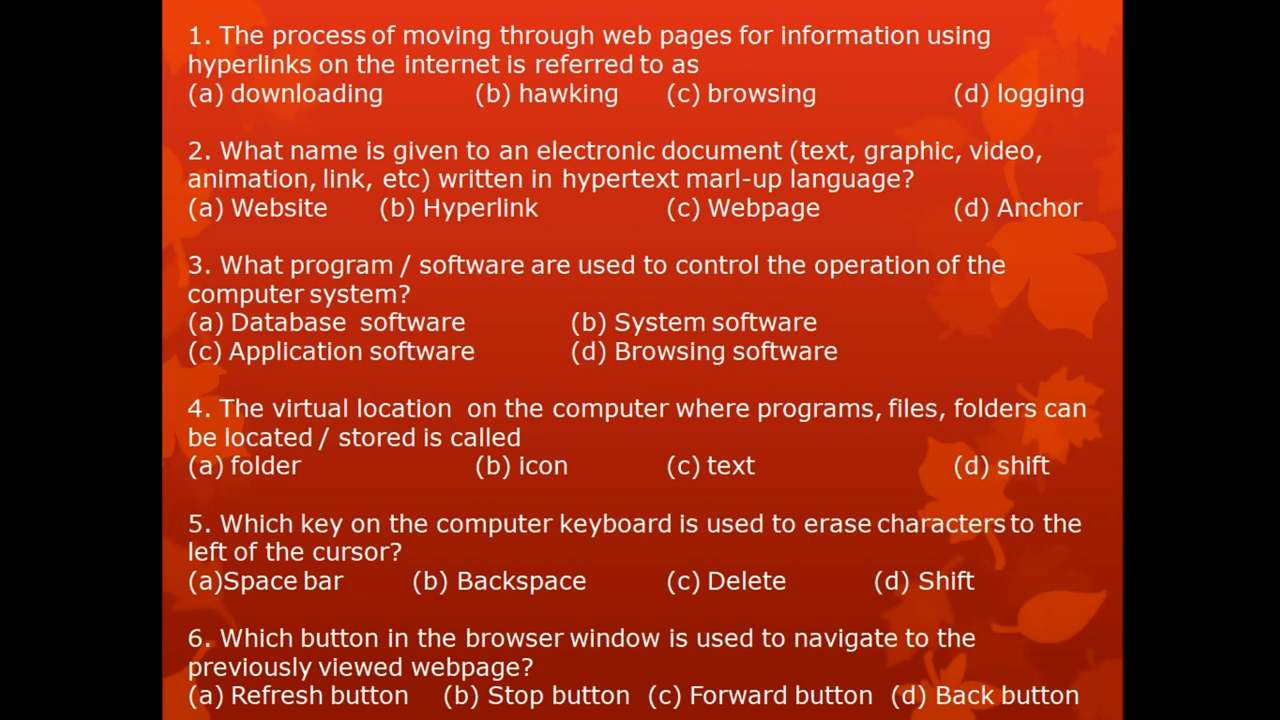 1. The process of moving through web pages for information using
hyperlinks on the internet is referred to as
(a) downloading (b) hawking (c) browsing (d) logging
2. What name is given to an electronic document (text, graphic, video,
animation, link, etc) written in hypertext marl-up language?
(a) Website (b) Hyperlink (c) Webpage (d) Anchor
3. What program / software are used to control the operation of the
computer system?
(a) Database software (b) System software
(c) Application software (d) Browsing software
4. The virtual location on the computer where programs, files, folders can
be located / stored is called
(a) folder (b) icon (c) text (d) shift
5. Which key on the computer keyboard is used to erase characters to the
left of the cursor?
(a)Space bar (b) Backspace (c) Delete (d) Shift
6. Which button in the browser window is used to navigate to the
previously viewed webpage?
(a) Refresh button (b) Stop button (c) Forward button (d) Back button